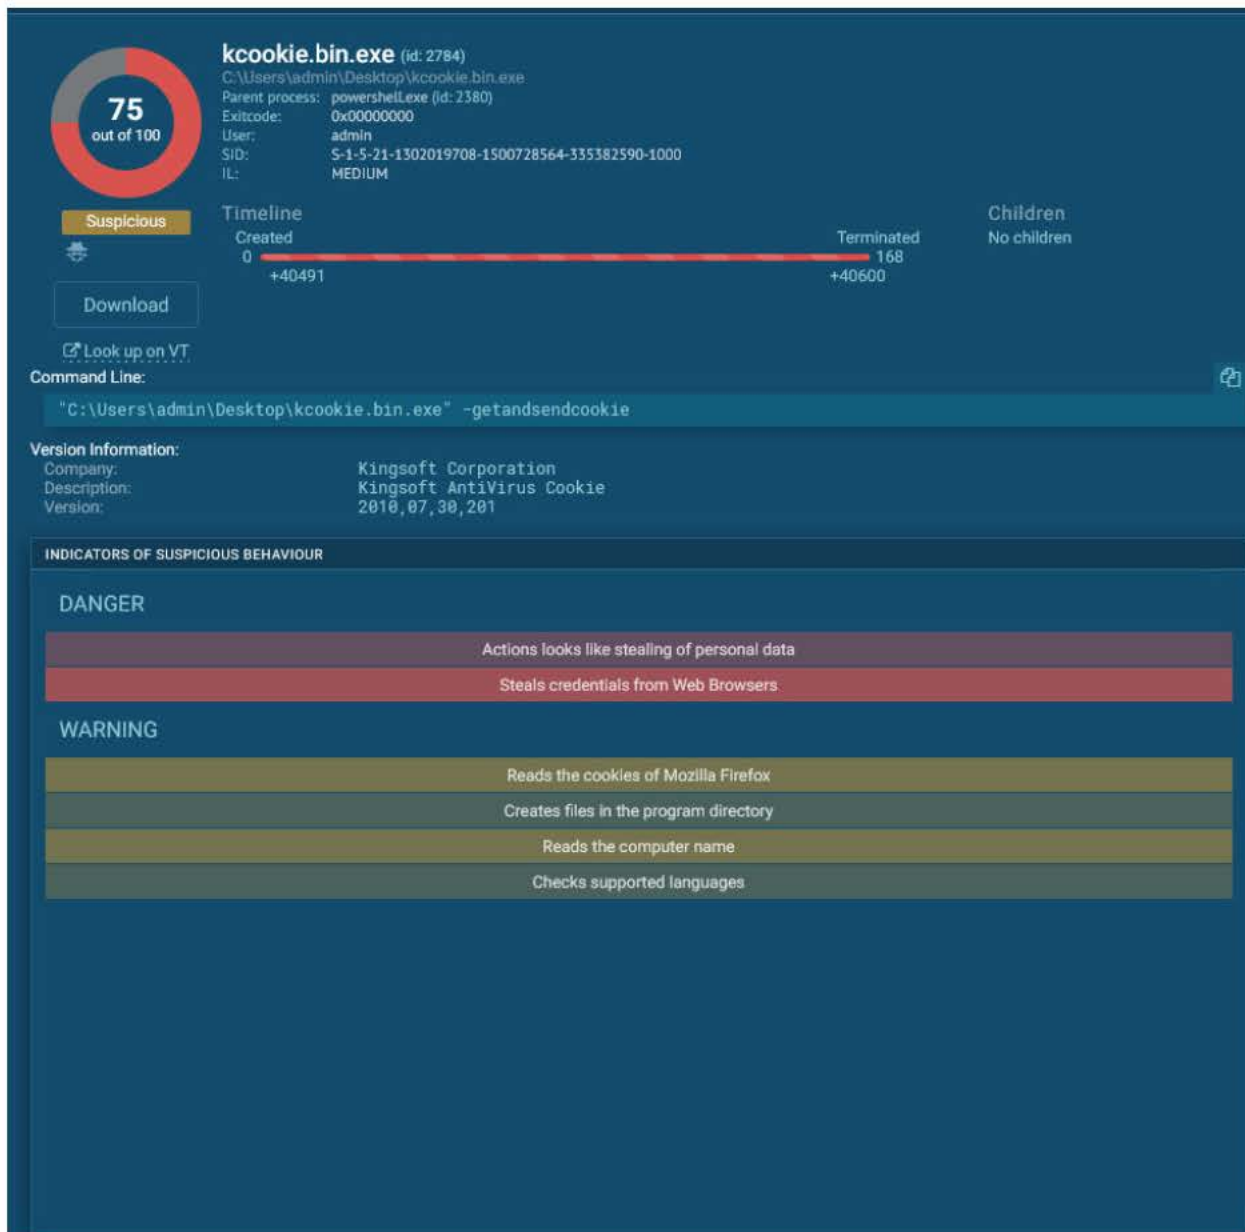 kcookie.bin.exe (id: 2784)
C:\Users\admin\Desktop\kcookie.bin.exe
Parent process: powershell.exe (id: 2380)
Exitcode: 0x00000000
User: admin
SID: S-1-5-21-1302019708-1500728564-335382590-1000
IL: MEDIUM
75
out of 100
Suspicious
Download
Look up on VT
Timeline
Created
Terminated
0
168
+40491
+40600
Children
No children
Command Line:
"C:\Users\admin\Desktop\kcookie.bin.exe" -getandsendcookie
Version Information:
Company: Kingsoft Corporation
Description: Kingsoft AntiVirus Cookie
Version: 2010,07,30,201
INDICATORS OF SUSPICIOUS BEHAVIOUR
DANGER
Actions looks like stealing of personal data
Steals credentials from Web Browsers
WARNING
Reads the cookies of Mozilla Firefox
Creates files in the program directory
Reads the computer name
Checks supported languages